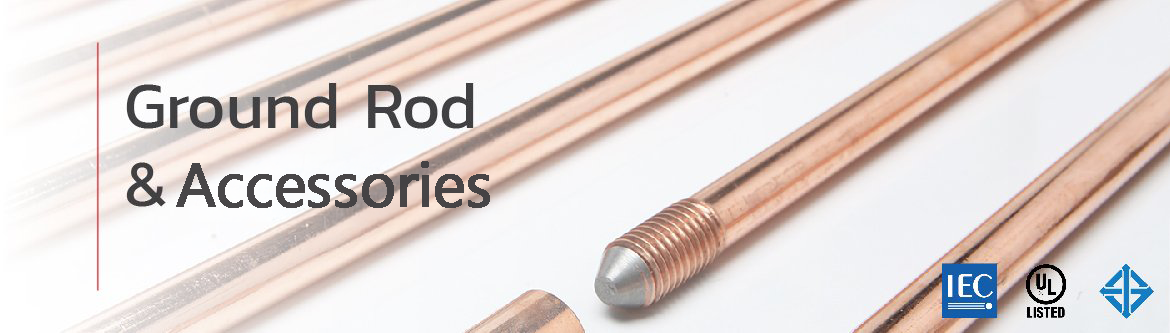 Ground Rod
& Accessories
IEC
UL
LISTED